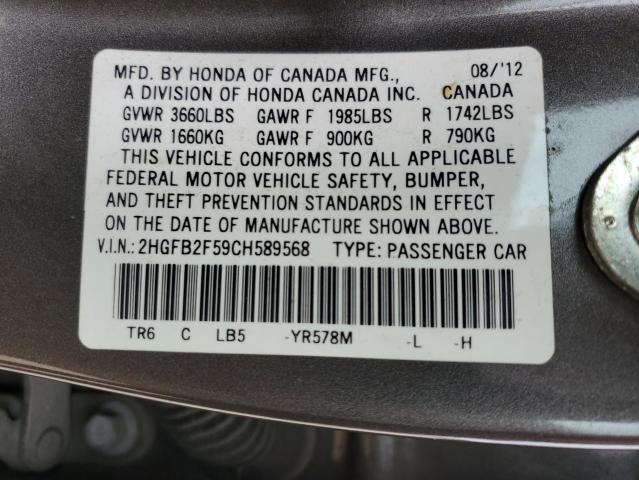 MFD. BY HONDA OF CANADA MFG., 08/'12
A DIVISION OF HONDA CANADA INC. CANADA
GVWR 3660LBS GAWR F 1985LBS R 1742LBS
GVWR 1660KG GAWR F 900KG R 790KG
THIS VEHICLE CONFORMS TO ALL APPLICABLE
FEDERAL MOTOR VEHICLE SAFETY, BUMPER,
AND THEFT PREVENTION STANDARDS IN EFFECT
ON THE DATE OF MANUFACTURE SHOWN ABOVE.
V.I.N.: 2HGFB2F59CH589568 TYPE: PASSENGER CAR
TR6 C LB5 -YR578M -L -H